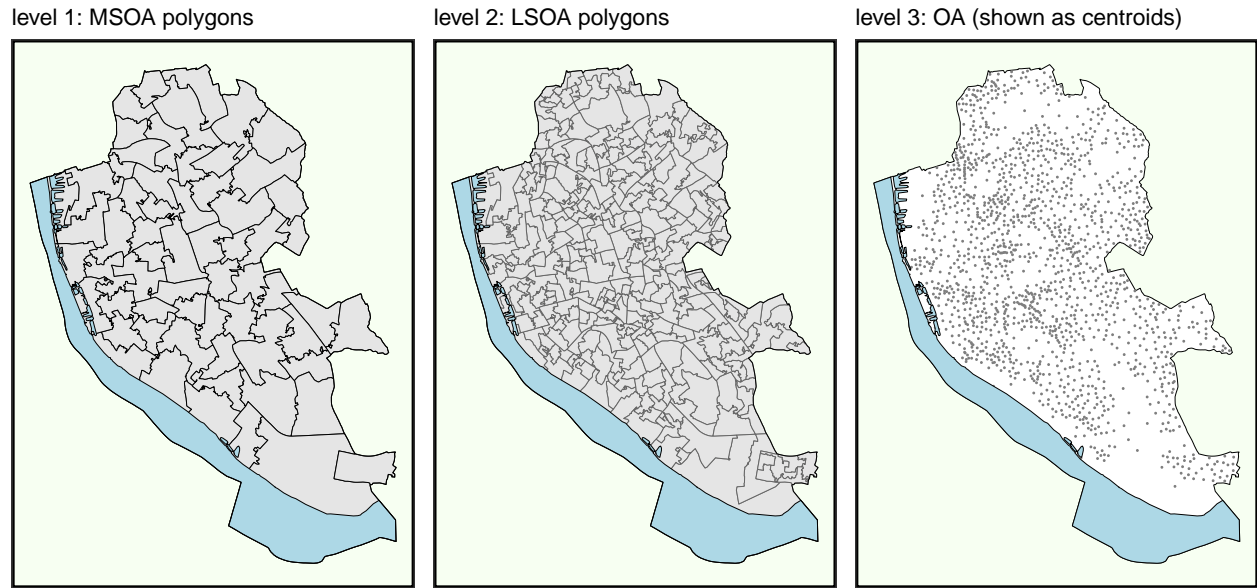 level 1: MSOA polygons
level 2: LSOA polygons
level 3: OA (shown as centroids)